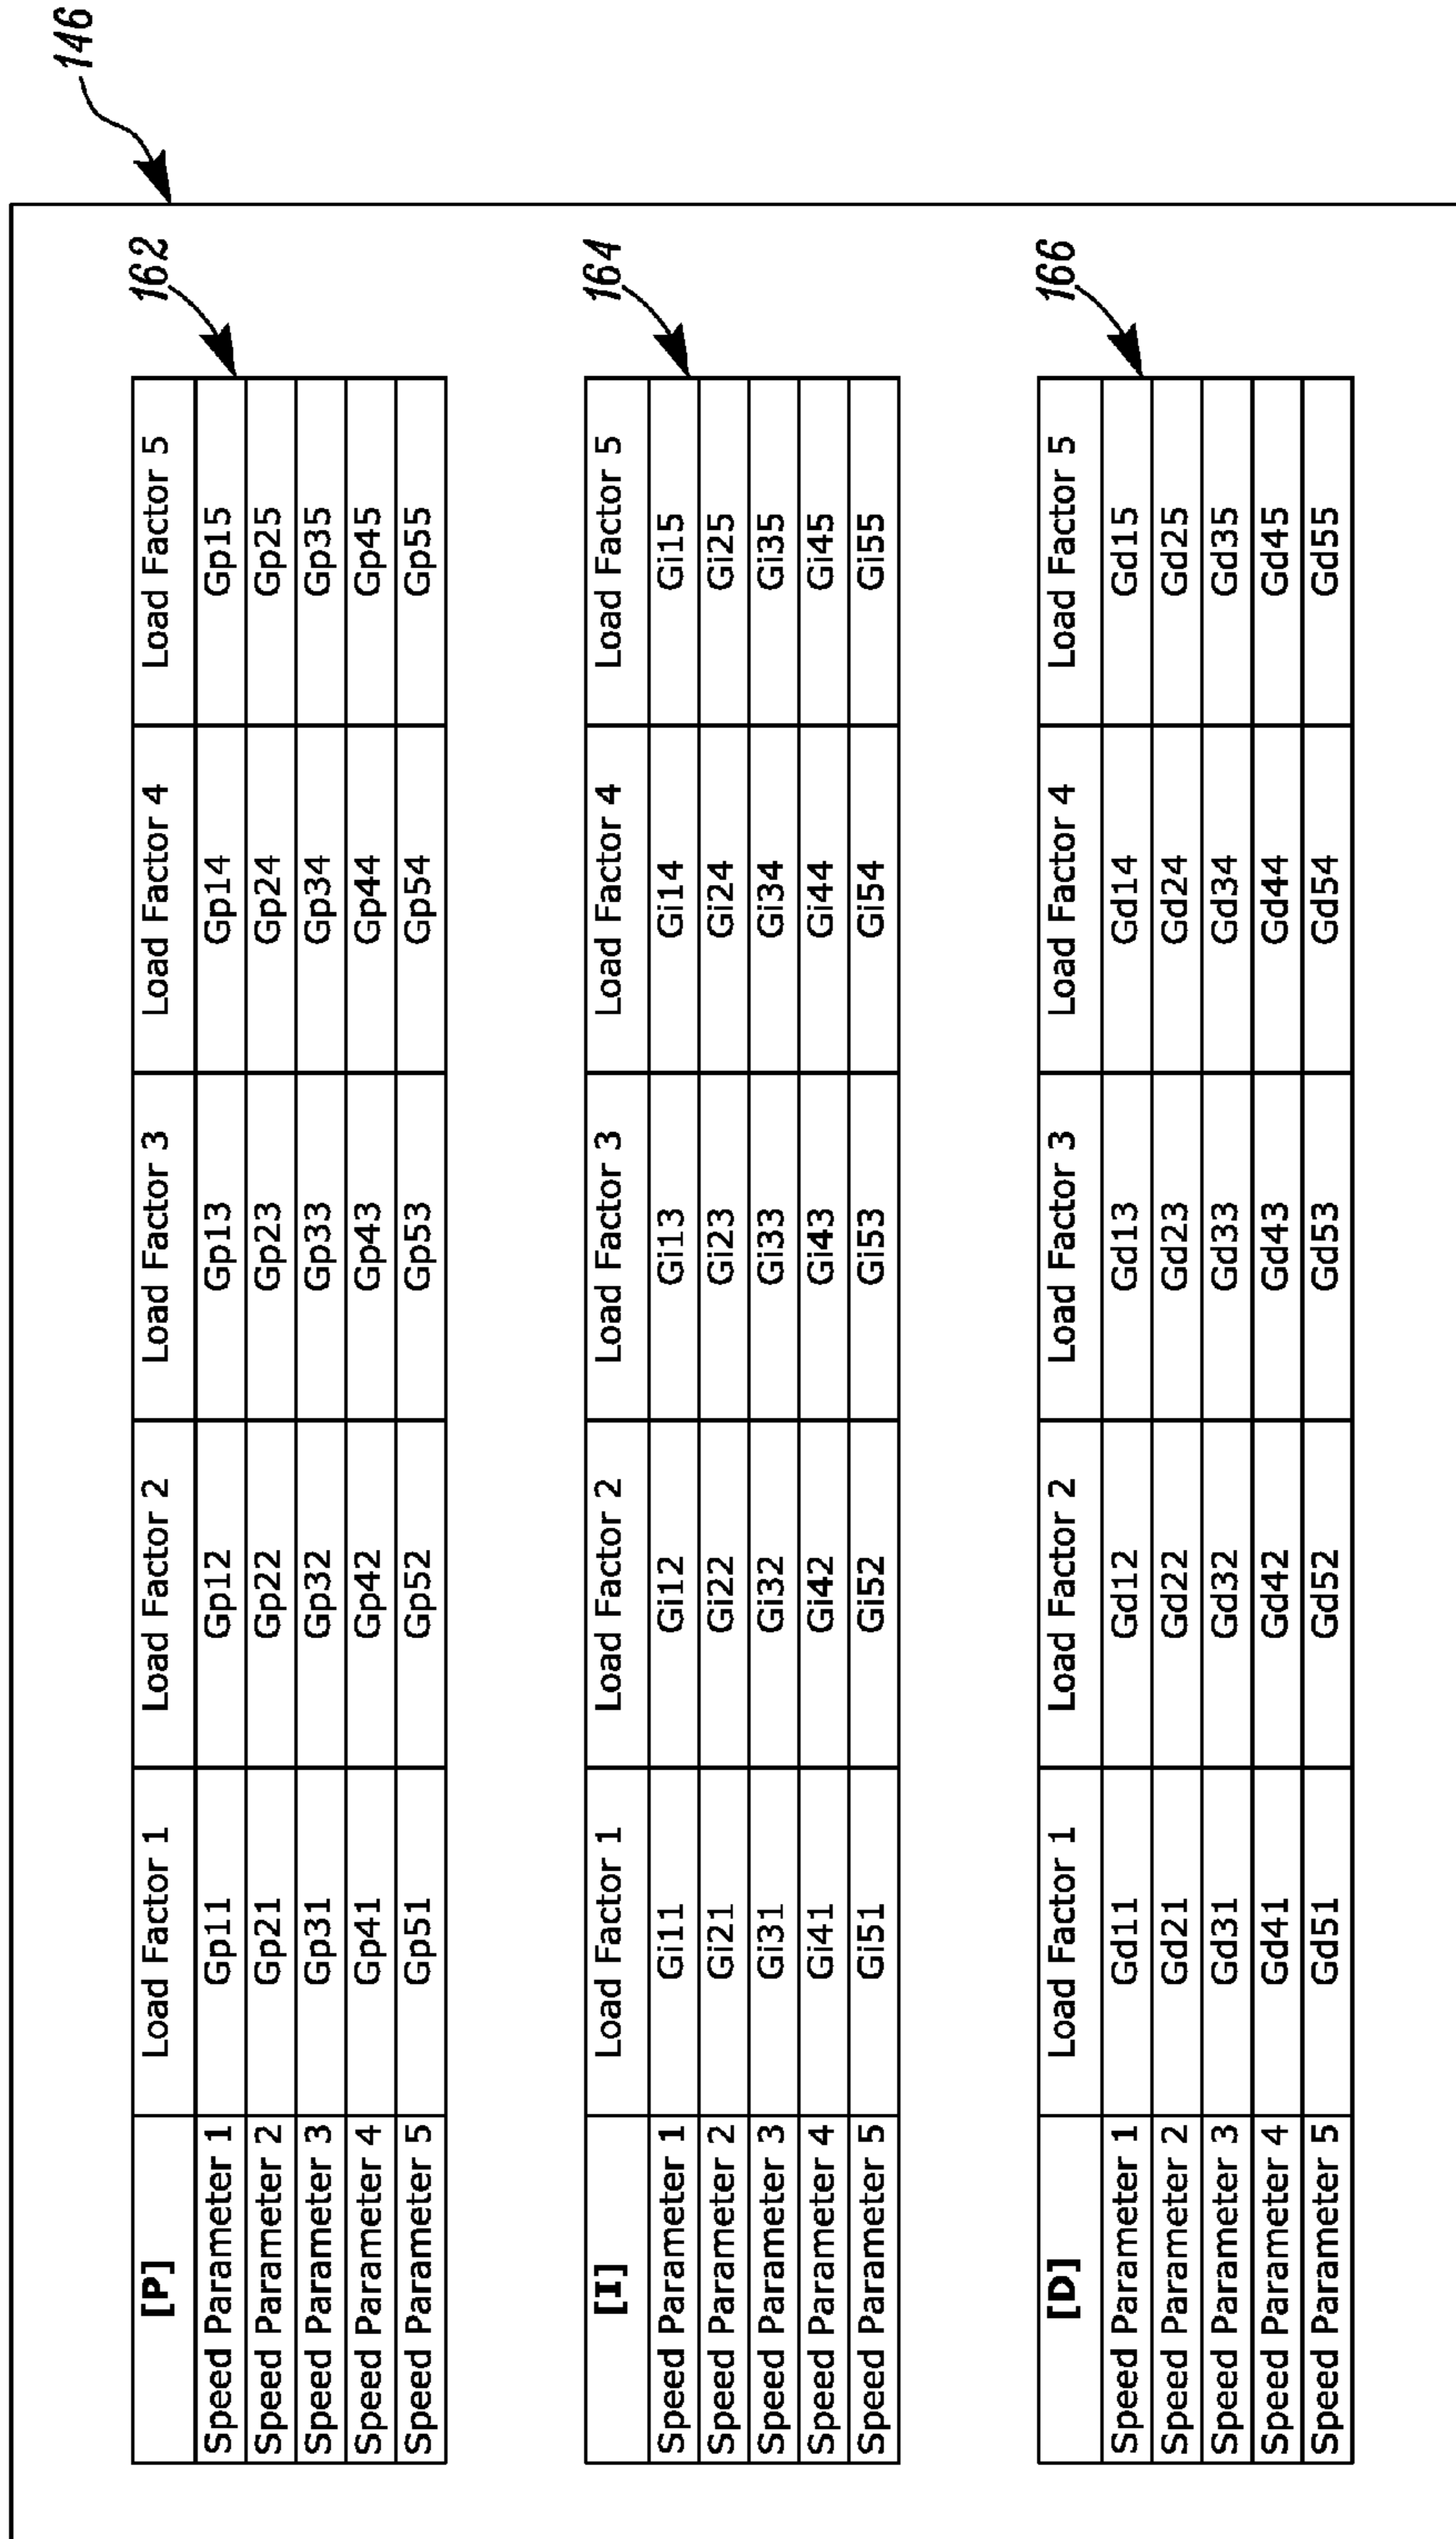 146
162
[P] Load Factor 1 Load Factor 2 Load Factor 3 Load Factor 4 Load Factor 5
Speed Parameter 1 Gp11 Gp12 Gp13 Gp14 Gp15
Speed Parameter 2 Gp21 Gp22 Gp23 Gp24 Gp25
Speed Parameter 3 Gp31 Gp32 Gp33 Gp34 Gp35
Speed Parameter 4 Gp41 Gp42 Gp43 Gp44 Gp45
Speed Parameter 5 Gp51 Gp52 Gp53 Gp54 Gp55
164
[I] Load Factor 1 Load Factor 2 Load Factor 3 Load Factor 4 Load Factor 5
Speed Parameter 1 Gi11 Gi12 Gi13 Gi14 Gi15
Speed Parameter 2 Gi21 Gi22 Gi23 Gi24 Gi25
Speed Parameter 3 Gi31 Gi32 Gi33 Gi34 Gi35
Speed Parameter 4 Gi41 Gi42 Gi43 Gi44 Gi45
Speed Parameter 5 Gi51 Gi52 Gi53 Gi54 Gi55
166
[D] Load Factor 1 Load Factor 2 Load Factor 3 Load Factor 4 Load Factor 5
Speed Parameter 1 Gd11 Gd12 Gd13 Gd14 Gd15
Speed Parameter 2 Gd21 Gd22 Gd23 Gd24 Gd25
Speed Parameter 3 Gd31 Gd32 Gd33 Gd34 Gd35
Speed Parameter 4 Gd41 Gd42 Gd43 Gd44 Gd45
Speed Parameter 5 Gd51 Gd52 Gd53 Gd54 Gd55